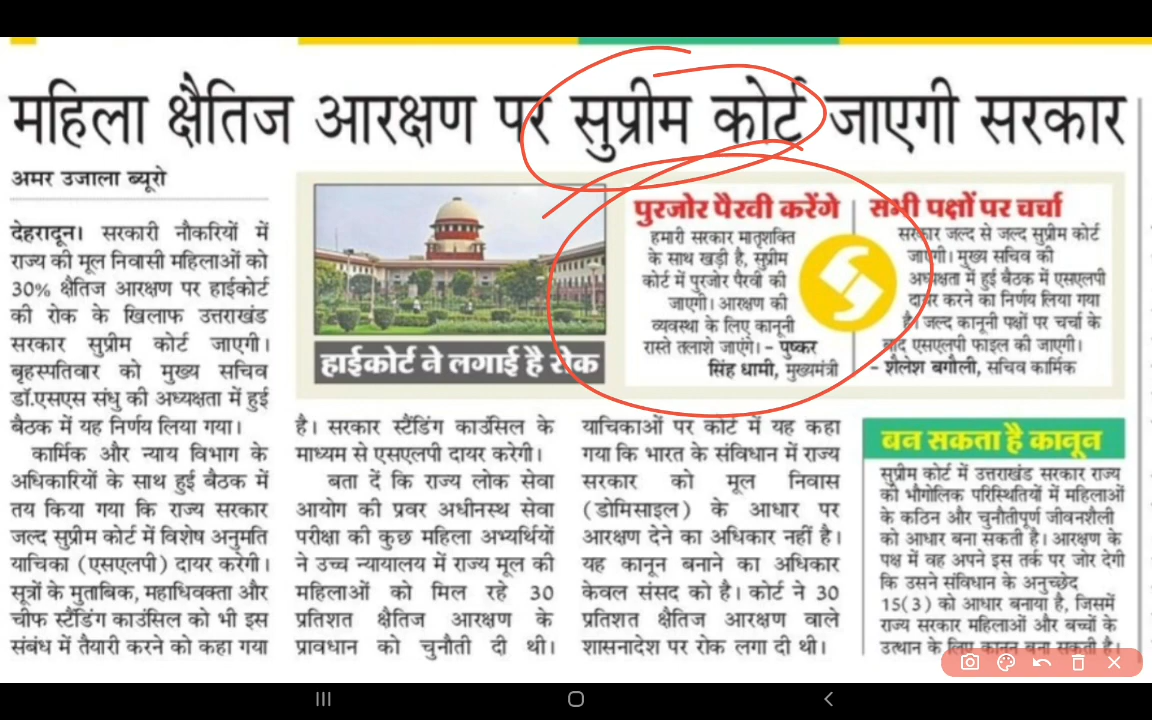 महिला क्षैतिज आरक्षण पर सुप्रीम कोर्ट जाएगी सरकार
अमर उजाला ब्यूरो
देहरादून। सरकारी नौकरियों में
राज्य की मूल निवासी महिलाओं को
30% क्षैतिज आरक्षण पर हाईकोर्ट
की रोक के खिलाफ उत्तराखंड
सरकार सुप्रीम कोर्ट जाएगी।
बृहस्पतिवार को मुख्य सचिव
डॉ.एसएस संधु की अध्यक्षता में हुई
बैठक में यह निर्णय लिया गया।
कार्मिक और न्याय विभाग के
अधिकारियों के साथ हुई बैठक में
तय किया गया कि राज्य सरकार
जल्द सुप्रीम कोर्ट में विशेष अनुमति
याचिका (एसएलपी) दायर करेगी।
सूत्रों के मुताबिक, महाधिवक्ता और
चीफ स्टैंडिंग काउंसिल को भी इस
संबंध में तैयारी करने को कहा गया
हाईकोर्ट ने लगाई है रोक
पुरजोर पैरवी करेंगे
हमारी सरकार मातृशक्ति
के साथ खड़ी है, सुप्रीम
कोर्ट में पुरजोर पैरवी की
जाएगी। आरक्षण की
व्यवस्था के लिए कानूनी
रास्ते तलाशे जाएंगे। - पुष्कर
सिंह धामी, मुख्यमंत्री
सभी पक्षों पर चर्चा
सरकार जल्द से जल्द सुप्रीम कोर्ट
जाएगी। मुख्य सचिव की
अध्यक्षता में हुई बैठक में एसएलपी
दायर करने का निर्णय लिया गया
है। जल्द कानूनी पक्षों पर चर्चा के
बाद एसएलपी फाइल की जाएगी।
- शैलेश बगौली, सचिव कार्मिक
है। सरकार स्टैंडिंग काउंसिल के
माध्यम से एसएलपी दायर करेगी।
बता दें कि राज्य लोक सेवा
आयोग की प्रवर अधीनस्थ सेवा
परीक्षा की कुछ महिला अभ्यर्थियों
ने उच्च न्यायालय में राज्य मूल की
महिलाओं को मिल रहे 30
प्रतिशत क्षैतिज आरक्षण के
प्रावधान को चुनौती दी थी।
याचिकाओं पर कोर्ट में यह कहा
गया कि भारत के संविधान में राज्य
सरकार को मूल निवास
(डोमिसाइल) के आधार पर
आरक्षण देने का अधिकार नहीं है।
यह कानून बनाने का अधिकार
केवल संसद को है। कोर्ट ने 30
प्रतिशत क्षैतिज आरक्षण वाले
शासनादेश पर रोक लगा दी थी।
बन सकता है कानून
सुप्रीम कोर्ट में उत्तराखंड सरकार राज्य
की भौगोलिक परिस्थितियों में महिलाओं
के कठिन और चुनौतीपूर्ण जीवनशैली
को आधार बना सकती है। आरक्षण के
पक्ष में वह अपने इस तर्क पर जोर देगी
कि उसने संविधान के अनुच्छेद
15(3) को आधार बनाया है, जिसमें
राज्य सरकार महिलाओं और बच्चों के
उत्थान के लिए कानून बना सकती है।